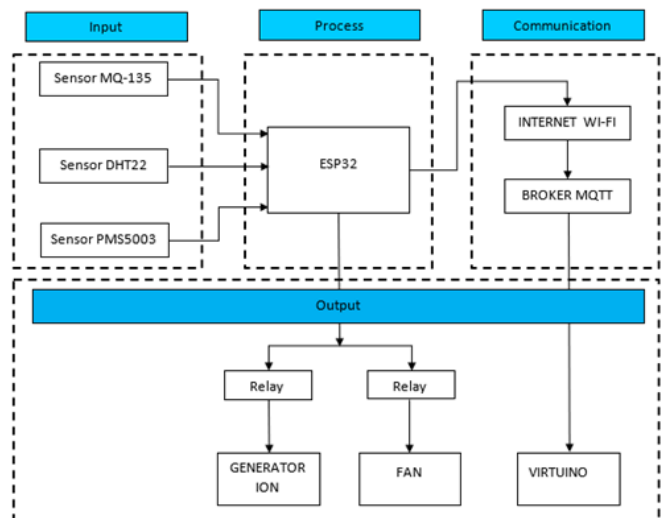 Input
Process
Communication
Sensor MQ-135
Sensor DHT22
Sensor PMS5003
ESP32
INTERNET WI-FI
BROKER MQTT
Output
Relay
Relay
GENERATOR
ION
FAN
VIRTUINO